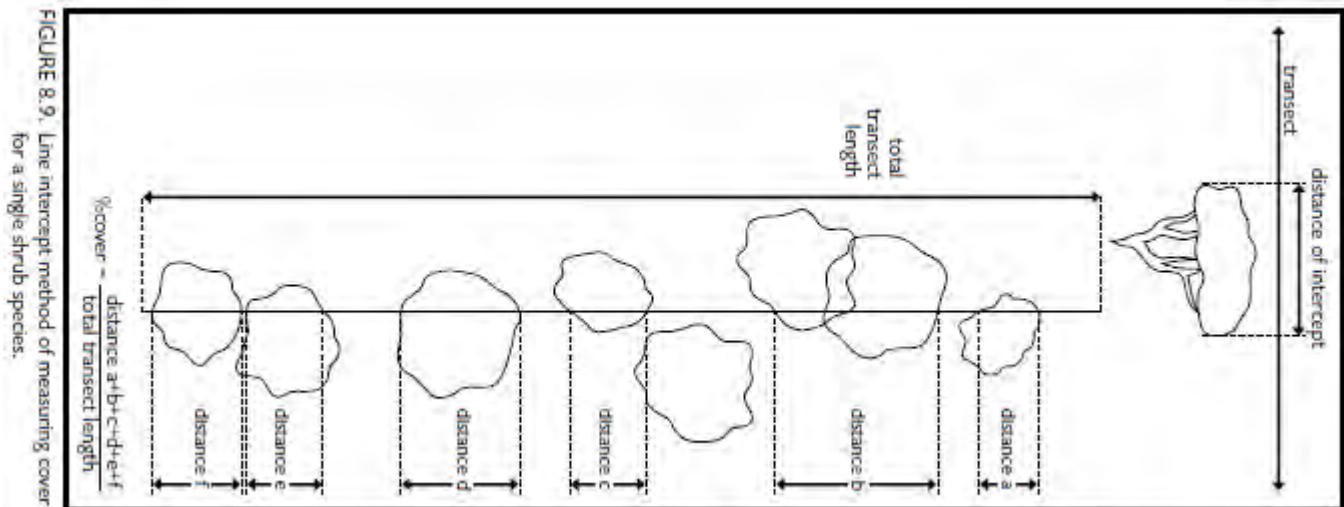 transect
distance of intercept
total
transect
length
distance a
distance b
distance c
distance d
distance e
distance f
%cover = distance a+b+c+d+e+f
total transect length
FIGURE 8.9. Line intercept method of measuring cover
for a single shrub species.